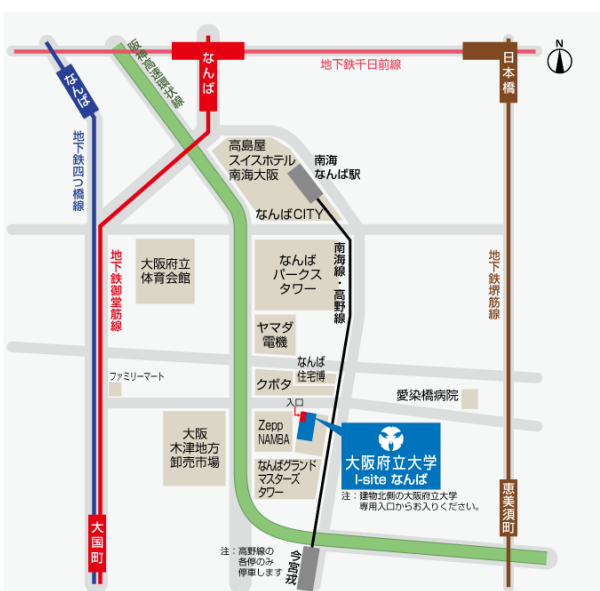 N
なんば
なんば
日本橋
地下鉄千日前線
阪神高速環状線
地下鉄四つ橋線
高島屋
スイスホテル
南海大阪
南海
なんば駅
なんばCITY
地下鉄御堂筋線
大阪府立
体育会館
なんば
パークス
タワー
南海線・高野線
地下鉄堺筋線
ヤマダ
電機
なんば
住宅博
ファミリーマート
クボタ
愛染橋病院
入口
大阪
木津地方
卸売市場
Zepp
NAMBA
大阪府立大学
I-site なんば
なんばグランド
マスターズ
タワー
注：建物北側の大阪府立大学
専用入口からお入りください。
恵美須町
大国町
注：高野線の
各停のみ
停車します
今宮戎